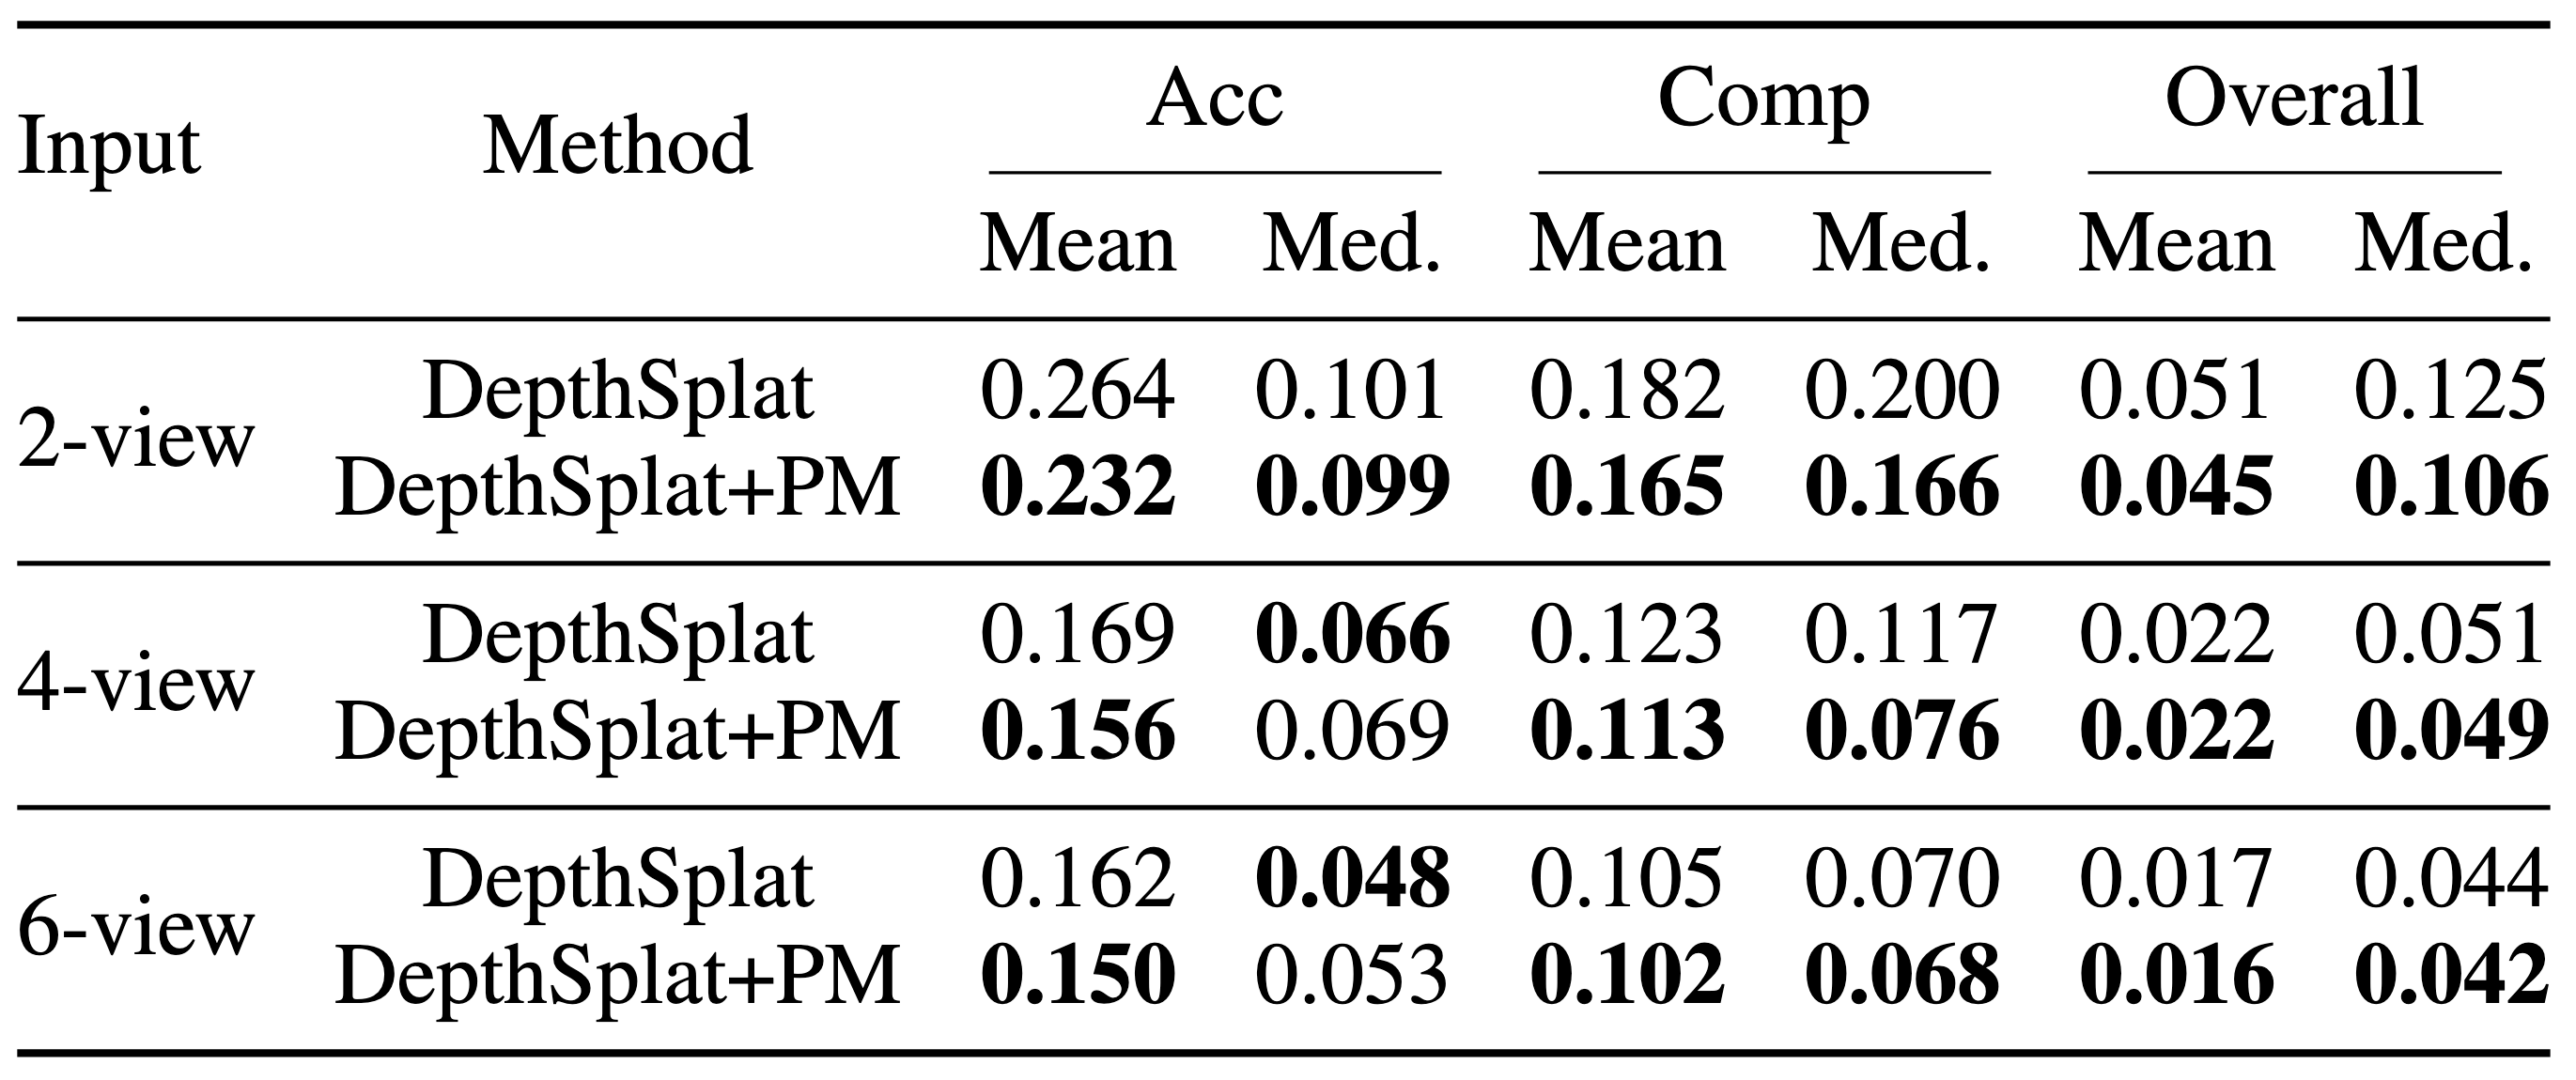 Input Method Acc Comp Overall
Mean Med. Mean Med. Mean Med.
2-view DepthSplat 0.264 0.101 0.182 0.200 0.051 0.125
DepthSplat+PM 0.232 0.099 0.165 0.166 0.045 0.106
4-view DepthSplat 0.169 0.066 0.123 0.117 0.022 0.051
DepthSplat+PM 0.156 0.069 0.113 0.076 0.022 0.049
6-view DepthSplat 0.162 0.048 0.105 0.070 0.017 0.044
DepthSplat+PM 0.150 0.053 0.102 0.068 0.016 0.042